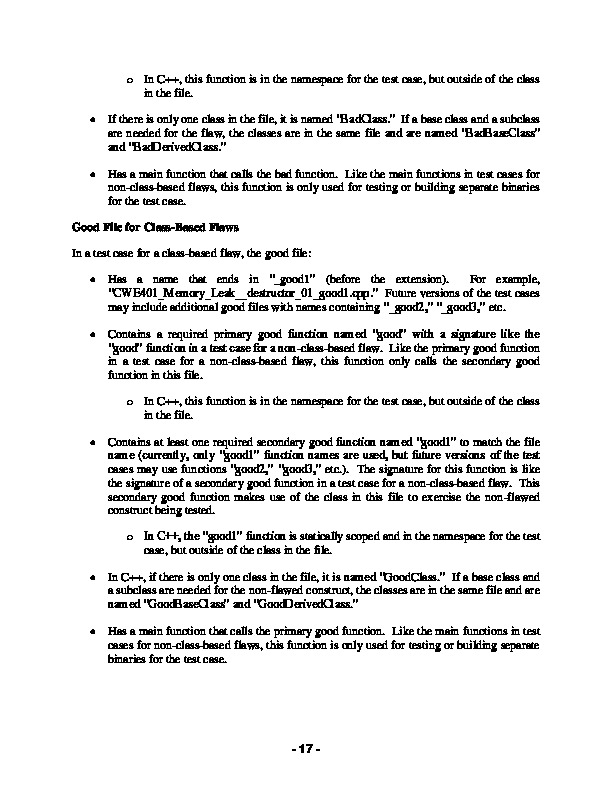 o In C++, this function is in the namespace for the test case, but outside of the class
in the file.
• If there is only one class in the file, it is named "BadClass." If a base class and a subclass
are needed for the flaw, the classes are in the same file and are named "BadBaseClass"
and "BadDerivedClass."
• Has a main function that calls the bad function. Like the main functions in test cases for
non-class-based flaws, this function is only used for testing or building separate binaries
for the test case.
Good File for Class-Based Flaws
In a test case for a class-based flaw, the good file:
• Has a name that ends in "_good1" (before the extension). For example,
"CWE401_Memory_Leak__destructor_01_good1.cpp." Future versions of the test cases
may include additional good files with names containing "_good2," "_good3," etc.
• Contains a required primary good function named "good" with a signature like the
"good" function in a test case for a non-class-based flaw. Like the primary good function
in a test case for a non-class-based flaw, this function only calls the secondary good
function in this file.
o In C++, this function is in the namespace for the test case, but outside of the class
in the file.
• Contains at least one required secondary good function named "good1" to match the file
name (currently, only "good1" function names are used, but future versions of the test
cases may use functions "good2," "good3," etc.). The signature for this function is like
the signature of a secondary good function in a test case for a non-class-based flaw. This
secondary good function makes use of the class in this file to exercise the non-flawed
construct being tested.
o In C++, the "good1" function is statically scoped and in the namespace for the test
case, but outside of the class in the file.
• In C++, if there is only one class in the file, it is named "GoodClass." If a base class and
a subclass are needed for the non-flawed construct, the classes are in the same file and are
named "GoodBaseClass" and "GoodDerivedClass."
• Has a main function that calls the primary good function. Like the main functions in test
cases for non-class-based flaws, this function is only used for testing or building separate
binaries for the test case.
- 17 -